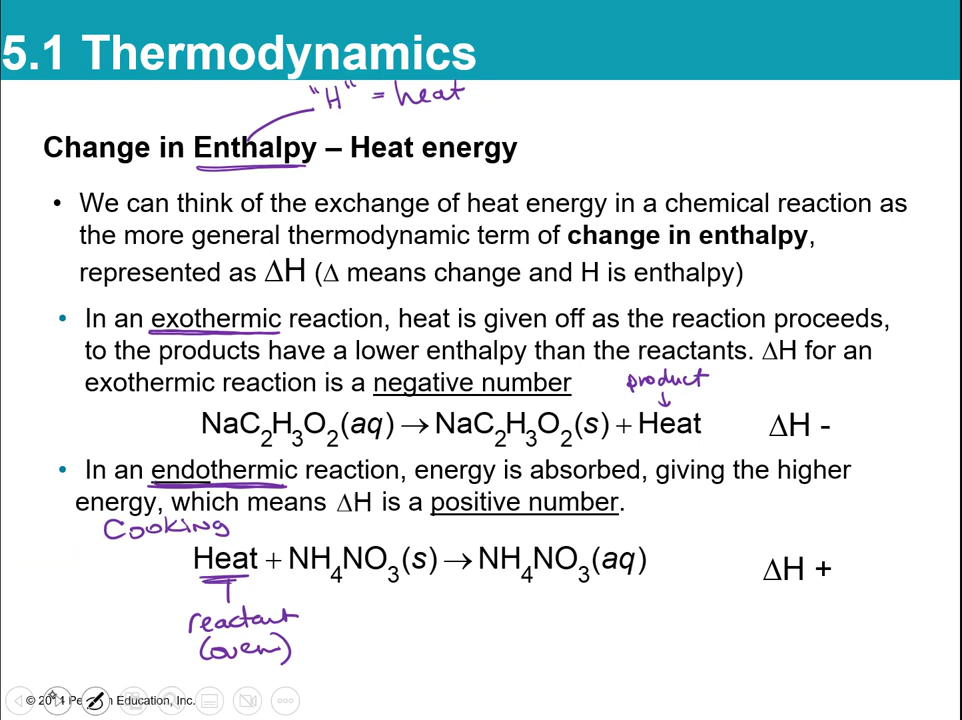 5.1 Thermodynamics
"H" = heat
Change in Enthalpy – Heat energy
• We can think of the exchange of heat energy in a chemical reaction as
the more general thermodynamic term of change in enthalpy,
represented as ΔH (Δ means change and H is enthalpy)
• In an exothermic reaction, heat is given off as the reaction proceeds,
to the products have a lower enthalpy than the reactants. ΔH for an
exothermic reaction is a negative number
product
NaC₂H₃O₂(aq) → NaC₂H₃O₂(s) + Heat ΔH -
• In an endothermic reaction, energy is absorbed, giving the higher
energy, which means ΔH is a positive number.
Cooking
Heat + NH₄NO₃(s) → NH₄NO₃(aq) ΔH +
reactant
(oven)
© 2014 Education, Inc.